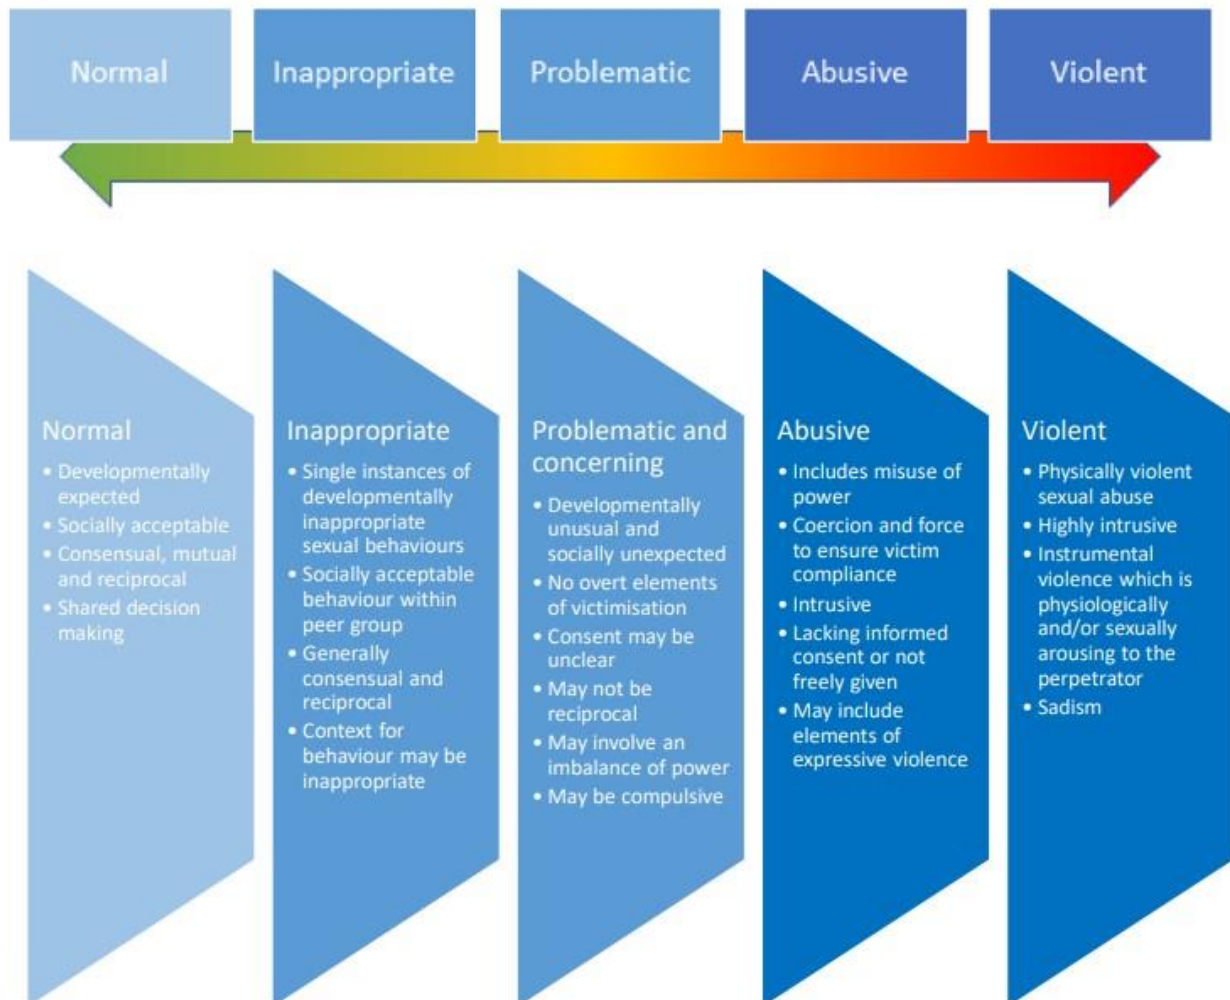 Normal
Inappropriate
Problematic
Abusive
Violent
Normal
• Developmentally
expected
• Socially acceptable
• Consensual, mutual
and reciprocal
• Shared decision
making
Inappropriate
• Single instances of
developmentally
inappropriate
sexual behaviours
• Socially acceptable
behaviour within
peer group
• Generally
consensual and
reciprocal
• Context for
behaviour may be
inappropriate
Problematic and
concerning
• Developmentally
unusual and
socially unexpected
• No overt elements
of victimisation
• Consent may be
unclear
• May not be
reciprocal
• May involve an
imbalance of power
• May be compulsive
Abusive
• Includes misuse of
power
• Coercion and force
to ensure victim
compliance
• Intrusive
• Lacking informed
consent or not
freely given
• May include
elements of
expressive violence
Violent
• Physically violent
sexual abuse
• Highly intrusive
• Instrumental
violence which is
physiologically
and/or sexually
arousing to the
perpetrator
• Sadism